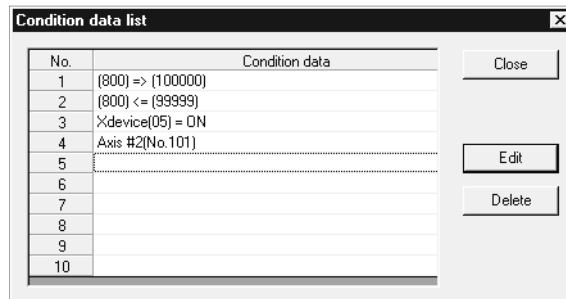 Condition data list
No. Condition data
Close
1 (800) => (100000)
2 (800) <= (99999)
3 Xdevice(05) = ON
4 Axis #2(No.101)
5
Edit
6
7
Delete
8
9
10